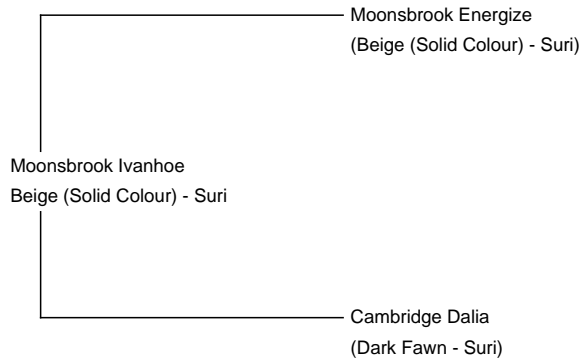 Moonsbrook Energize
(Beige (Solid Colour) - Suri)
Moonsbrook Ivanhoe
Beige (Solid Colour) - Suri
Cambridge Dalia
(Dark Fawn - Suri)